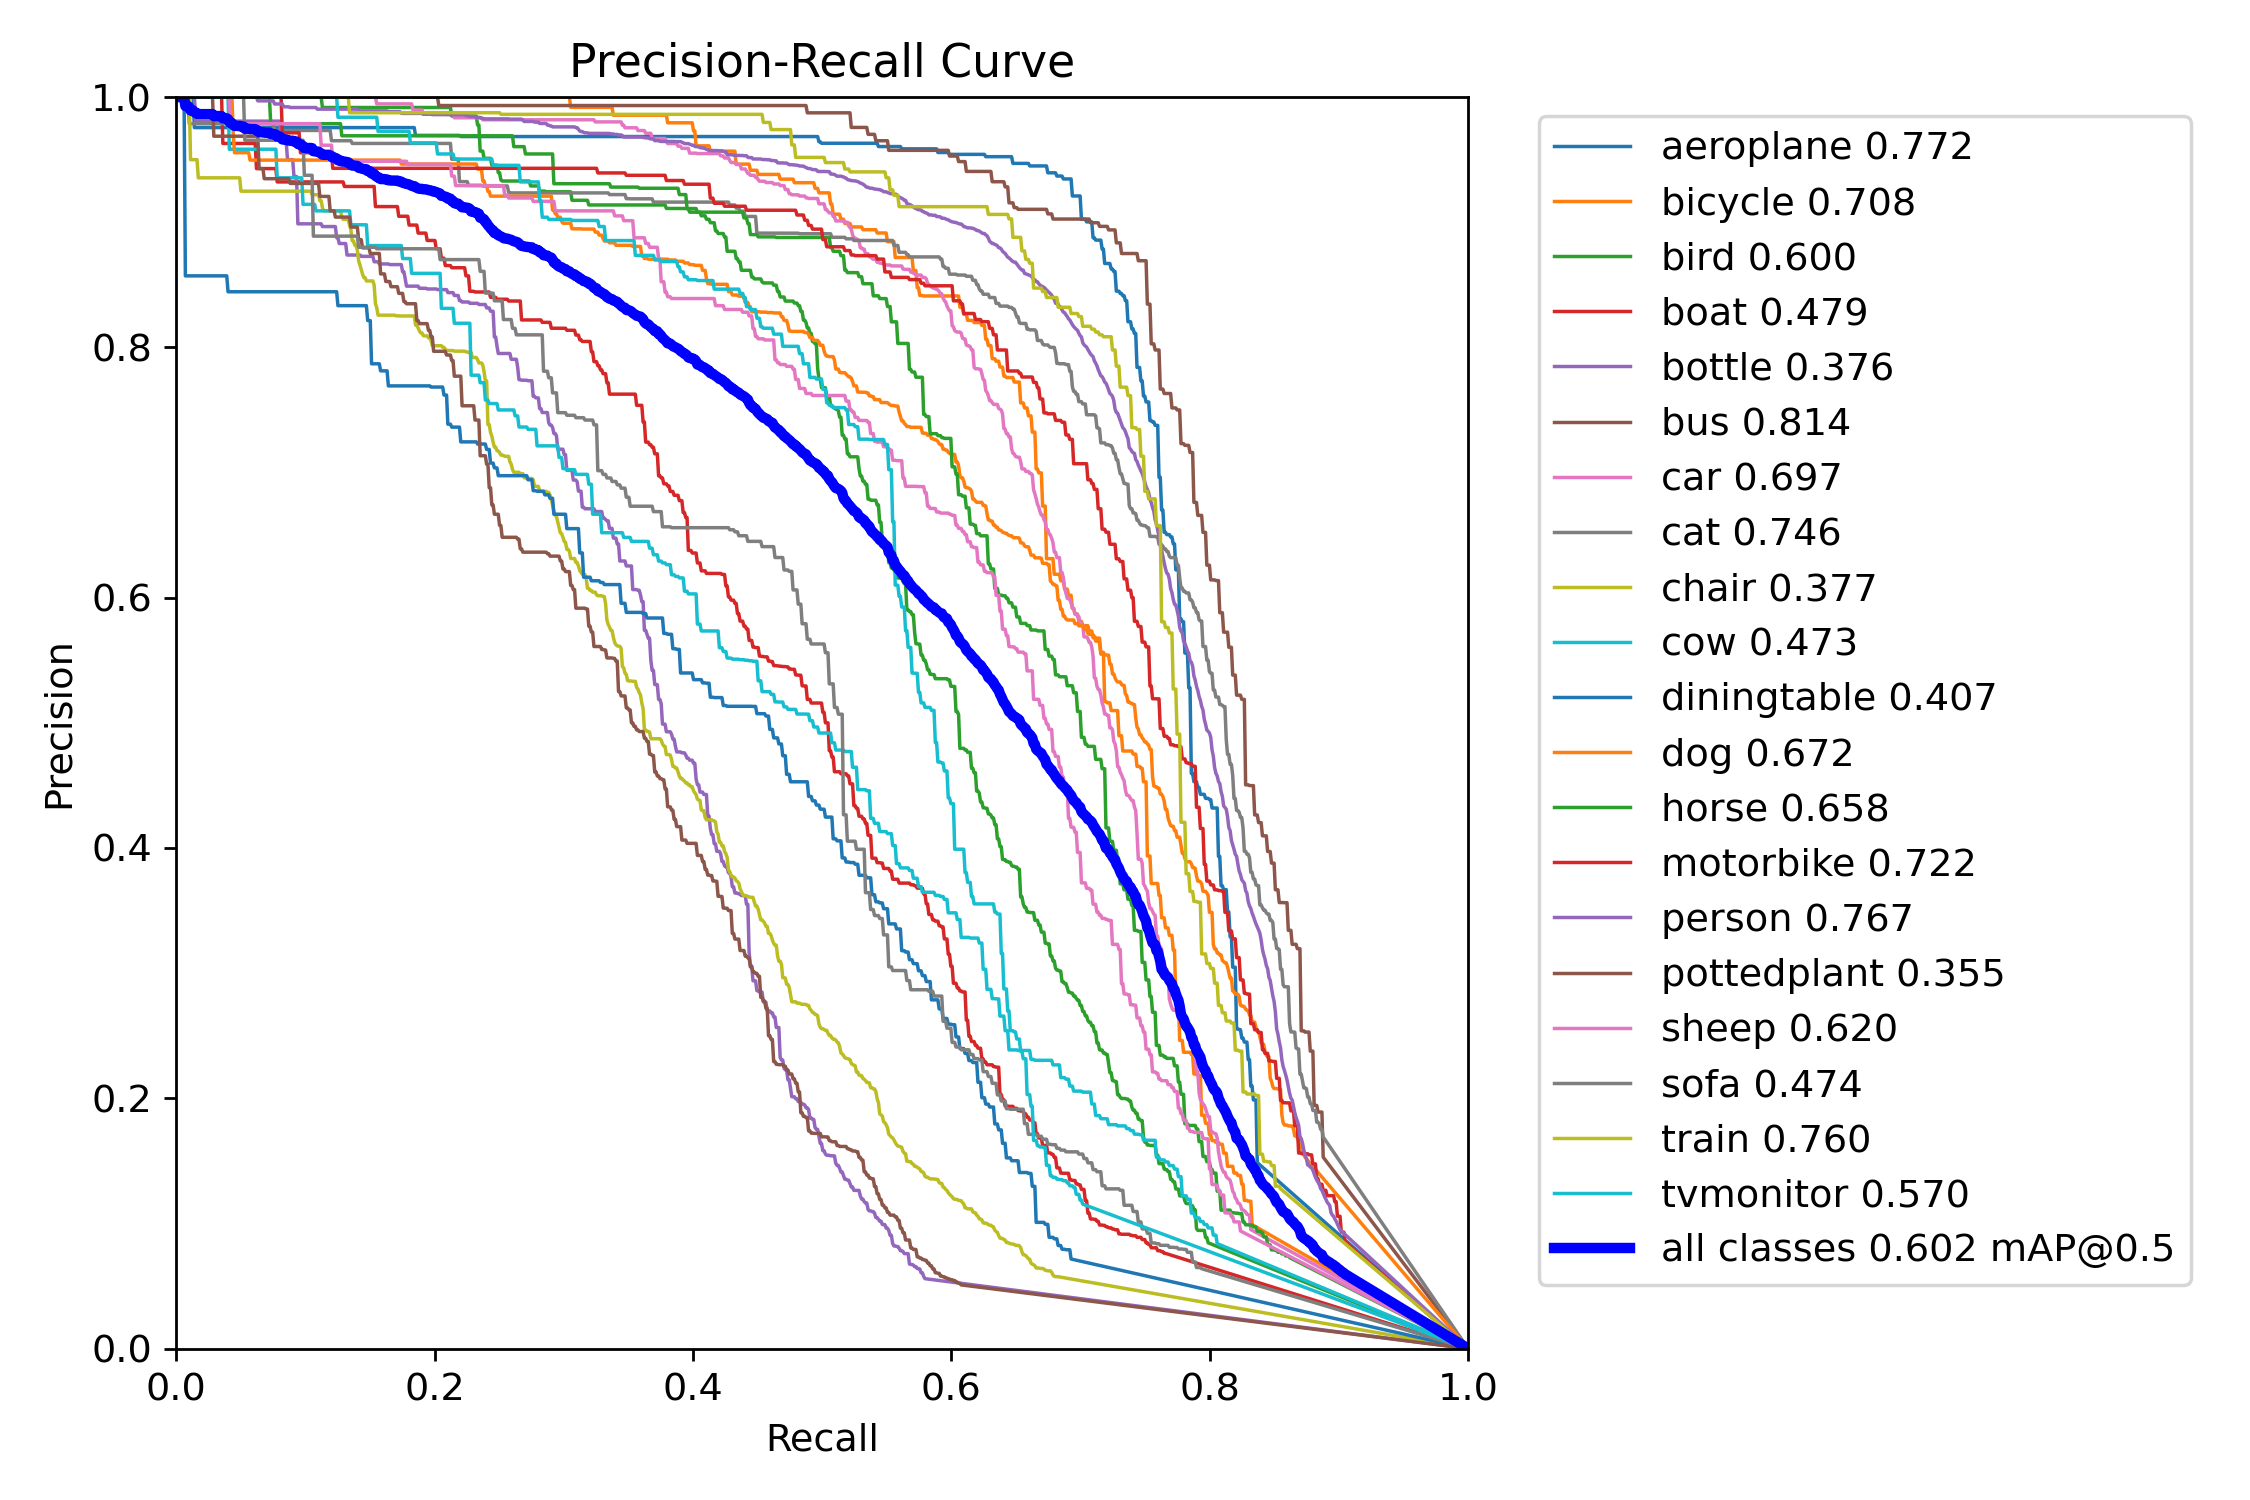 Precision-Recall Curve
1.0
0.8
0.6
0.4
0.2
0.0
Precision
0.0 0.2 0.4 0.6 0.8 1.0
Recall
aeroplane 0.772
bicycle 0.708
bird 0.600
boat 0.479
bottle 0.376
bus 0.814
car 0.697
cat 0.746
chair 0.377
cow 0.473
diningtable 0.407
dog 0.672
horse 0.658
motorbike 0.722
person 0.767
pottedplant 0.355
sheep 0.620
sofa 0.474
train 0.760
tvmonitor 0.570
all classes 0.602 mAP@0.5